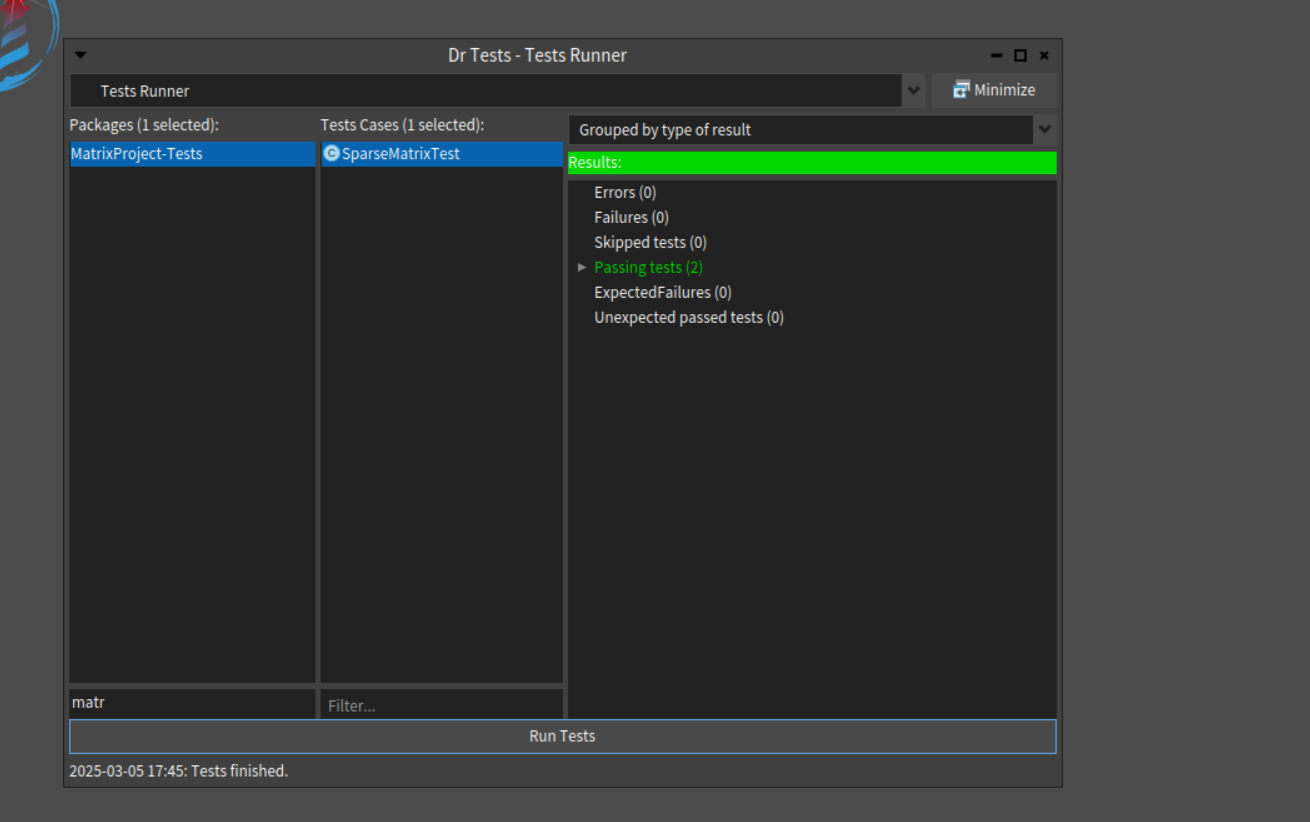 Dr Tests - Tests Runner
Tests Runner
Minimize
Packages (1 selected):
Tests Cases (1 selected):
Grouped by type of result
MatrixProject-Tests
C SparseMatrixTest
Results:
Errors (0)
Failures (0)
Skipped tests (0)
Passing tests (2)
ExpectedFailures (0)
Unexpected passed tests (0)
matr
Filter...
Run Tests
2025-03-05 17:45: Tests finished.